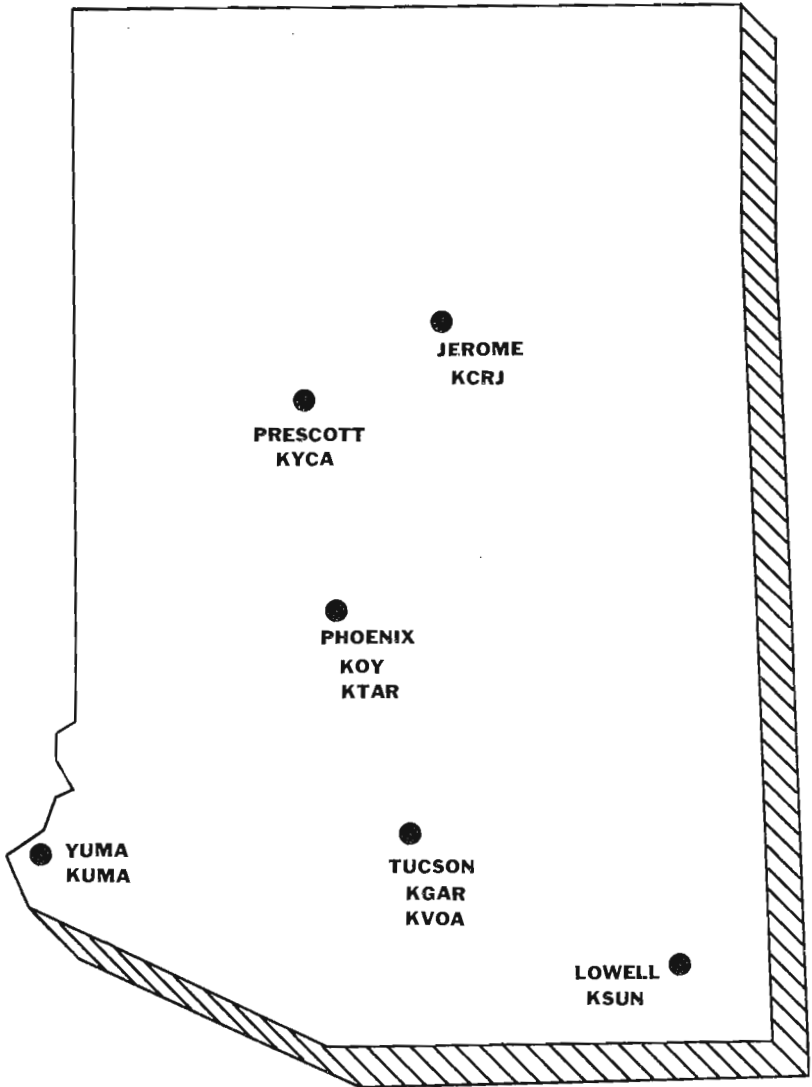 JEROME
KCRJ
PRESCOTT
KYCA
PHOENIX
KOY
KTAR
YUMA
KUMA
TUCSON
KGAR
KVOA
LOWELL
KSUN